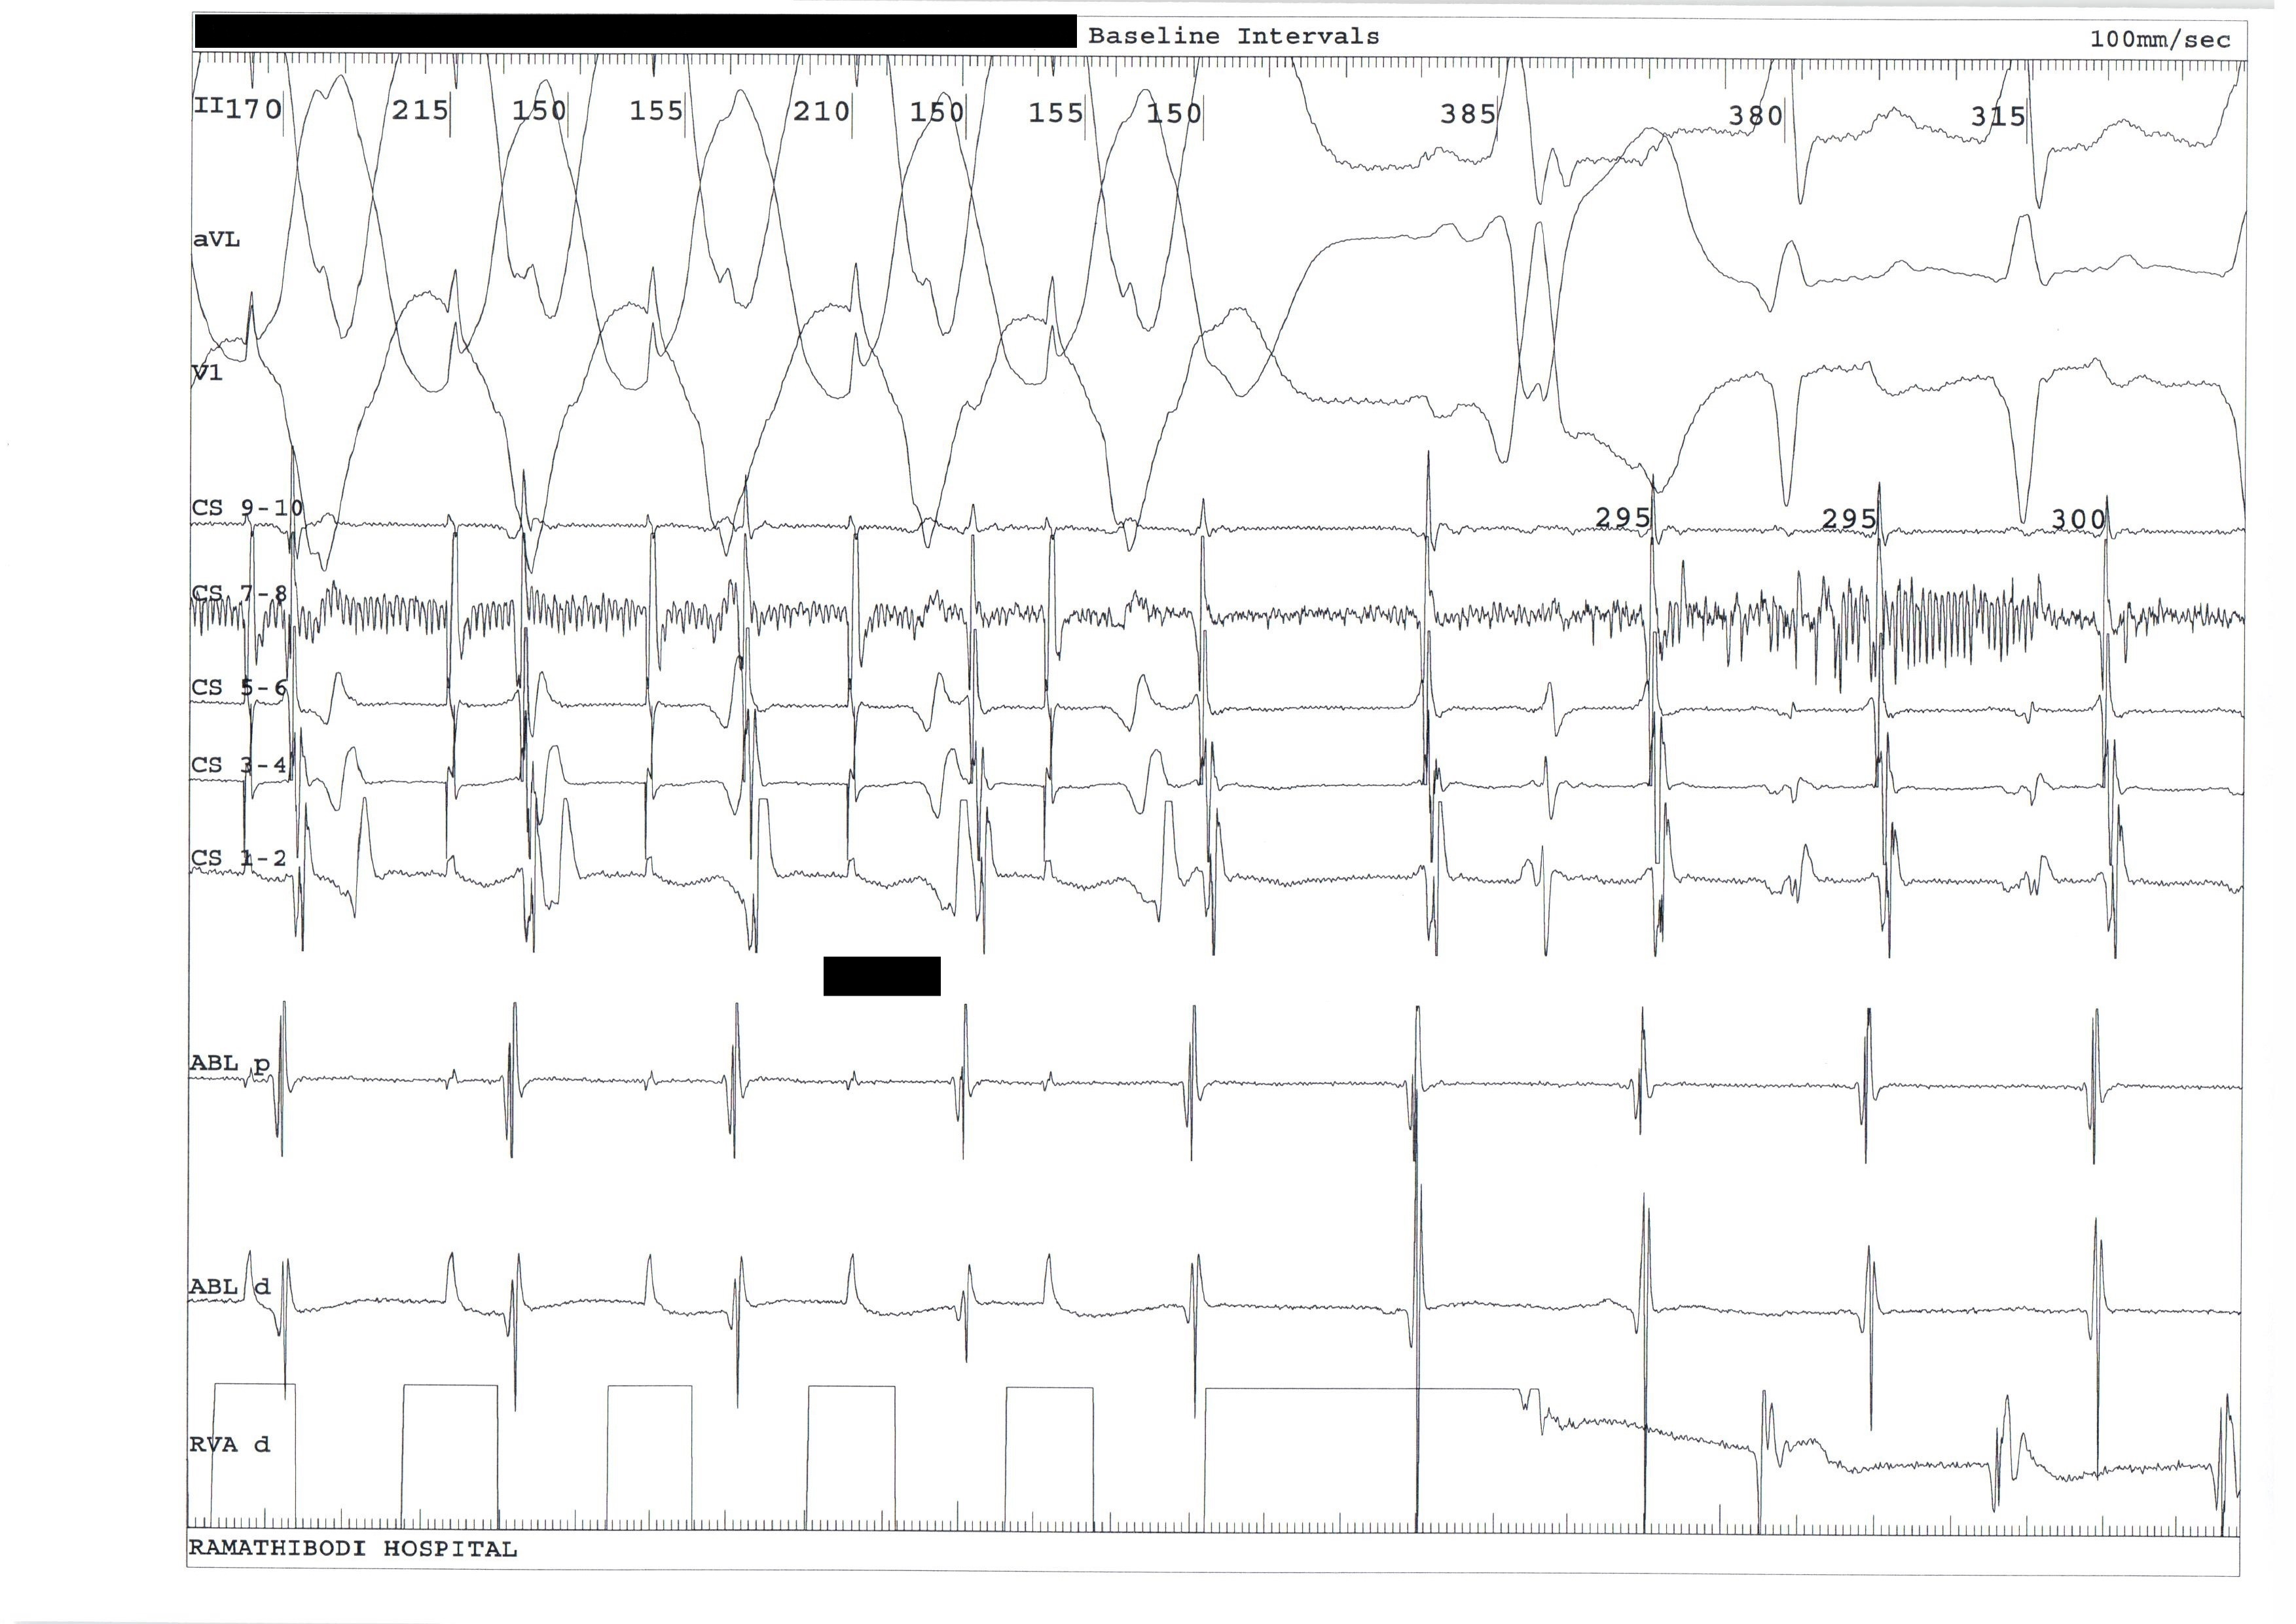 Baseline Intervals 100mm/sec
II 170 215 150 155 210 150 155 150 385 380 315
aVL
V1
CS 9-10 295 295 300
CS 7-8
CS 5-6
CS 3-4
CS 1-2
ABL p
ABL d
RVA d
RAMATHIBODI HOSPITAL